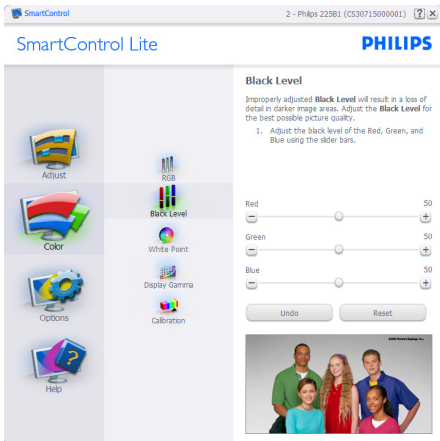 SmartControl
2 - Philips 225B1 (CS30715000001)
SmartControl Lite
PHILIPS
Adjust
Color
Options
Help
RGB
Black Level
White Point
Display Gamma
Calibration
Black Level
Improperly adjusted Black Level will result in a loss of
detail in darker image areas. Adjust the Black Level for
the best possible picture quality.
1. Adjust the black level of the Red, Green, and
Blue using the slider bars.
Red 50
Green 50
Blue 50
Undo Reset